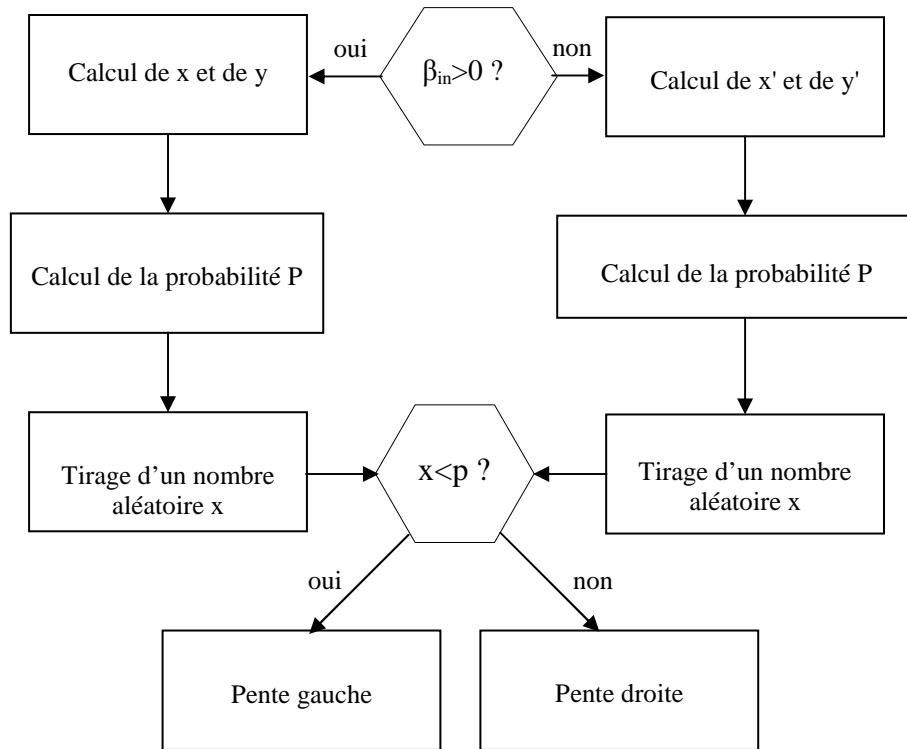 oui
β_in>0 ?
non
Calcul de x et de y
Calcul de x' et de y'
Calcul de la probabilité P
Calcul de la probabilité P
Tirage d’un nombre
aléatoire x
x<p ?
Tirage d’un nombre
aléatoire x
oui
non
Pente gauche
Pente droite